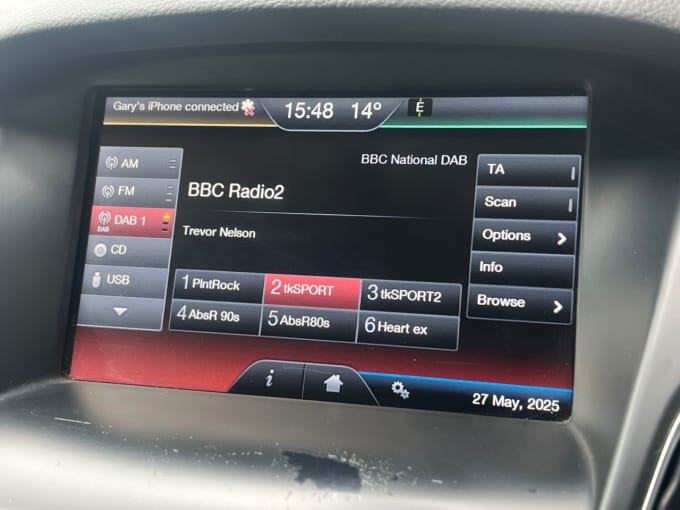 Gary's iPhone connected
15:48 14° E
AM
FM
DAB 1
DAB
CD
USB
BBC National DAB
BBC Radio2
Trevor Nelson
1 PlntRock 2 tkSPORT 3 tkSPORT2
4 AbsR 90s 5 AbsR80s 6 Heart ex
TA
Scan
Options
Info
Browse
i
27 May, 2025